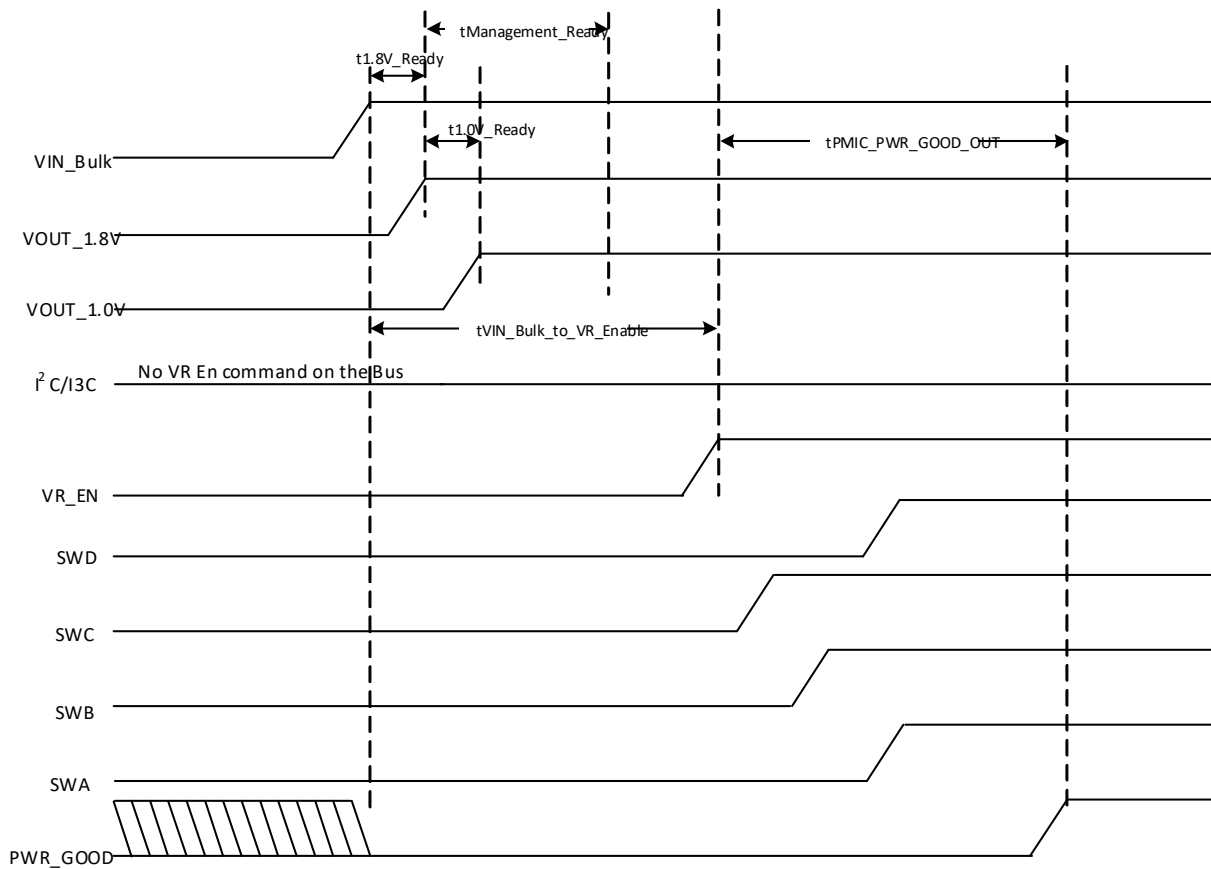 tManagement_Ready
t1.8V_Ready
t1.0V_Ready
tPMIC_PWR_GOOD_OUT
VIN_Bulk
VOUT_1.8V
VOUT_1.0V
tVIN_Bulk_to_VR_Enable
No VR En command on the Bus
I² C/I3C
VR_EN
SWD
SWC
SWB
SWA
PWR_GOOD